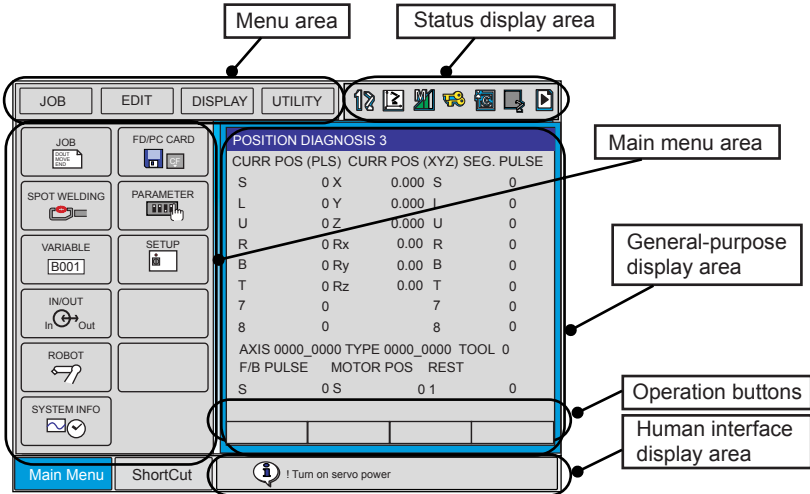 Menu area
Status display area
JOB EDIT DISPLAY UTILITY
JOB
DOUT
MOVE
END
FD/PC CARD
CF
SPOT WELDING
PARAMETER
VARIABLE
B001
SETUP
IN/OUT
In Out
ROBOT
SYSTEM INFO
Main Menu ShortCut
POSITION DIAGNOSIS 3
CURR POS (PLS) CURR POS (XYZ) SEG. PULSE
S 0 X 0.000 S 0
L 0 Y 0.000 L 0
U 0 Z 0.000 U 0
R 0 Rx 0.00 R 0
B 0 Ry 0.00 B 0
T 0 Rz 0.00 T 0
7 0 7 0
8 0 8 0
AXIS 0000_0000 TYPE 0000_0000 TOOL 0
F/B PULSE MOTOR POS REST
S 0 S 0 1 0
! Turn on servo power
Main menu area
General-purpose
display area
Operation buttons
Human interface
display area